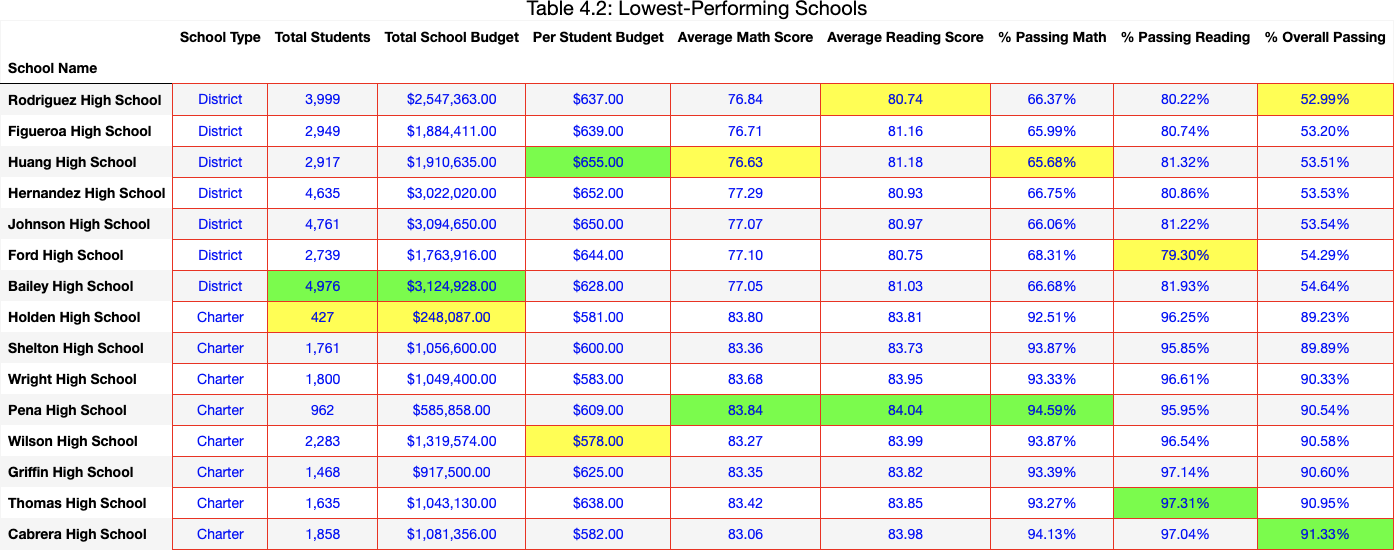 Table 4.2: Lowest-Performing Schools
School Type Total Students Total School Budget Per Student Budget Average Math Score Average Reading Score % Passing Math % Passing Reading % Overall Passing
School Name
Rodriguez High School District 3,999 $2,547,363.00 $637.00 76.84 80.74 66.37% 80.22% 52.99%
Figueroa High School District 2,949 $1,884,411.00 $639.00 76.71 81.16 65.99% 80.74% 53.20%
Huang High School District 2,917 $1,910,635.00 $655.00 76.63 81.18 65.68% 81.32% 53.51%
Hernandez High School District 4,635 $3,022,020.00 $652.00 77.29 80.93 66.75% 80.86% 53.53%
Johnson High School District 4,761 $3,094,650.00 $650.00 77.07 80.97 66.06% 81.22% 53.54%
Ford High School District 2,739 $1,763,916.00 $644.00 77.10 80.75 68.31% 79.30% 54.29%
Bailey High School District 4,976 $3,124,928.00 $628.00 77.05 81.03 66.68% 81.93% 54.64%
Holden High School Charter 427 $248,087.00 $581.00 83.80 83.81 92.51% 96.25% 89.23%
Shelton High School Charter 1,761 $1,056,600.00 $600.00 83.36 83.73 93.87% 95.85% 89.89%
Wright High School Charter 1,800 $1,049,400.00 $583.00 83.68 83.95 93.33% 96.61% 90.33%
Pena High School Charter 962 $585,858.00 $609.00 83.84 84.04 94.59% 95.95% 90.54%
Wilson High School Charter 2,283 $1,319,574.00 $578.00 83.27 83.99 93.87% 96.54% 90.58%
Griffin High School Charter 1,468 $917,500.00 $625.00 83.35 83.82 93.39% 97.14% 90.60%
Thomas High School Charter 1,635 $1,043,130.00 $638.00 83.42 83.85 93.27% 97.31% 90.95%
Cabrera High School Charter 1,858 $1,081,356.00 $582.00 83.06 83.98 94.13% 97.04% 91.33%